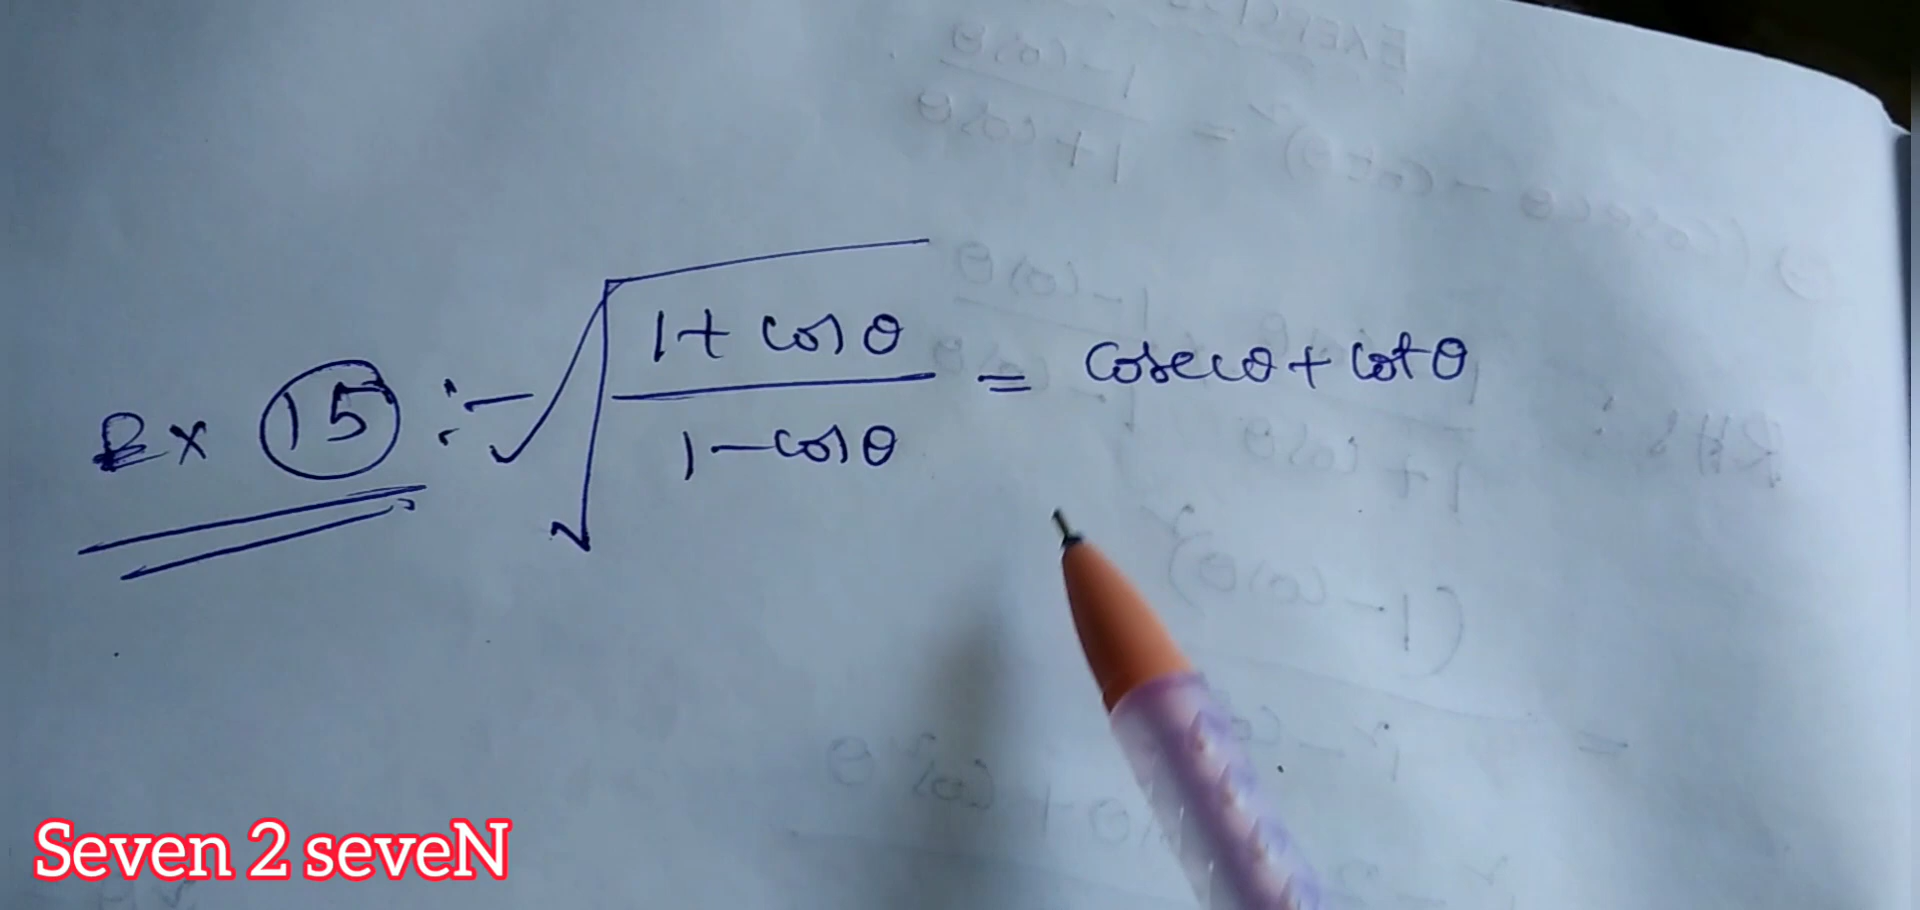 Ex 15 :- √(1 + cosθ / 1 - cosθ) = cosecθ + cotθ
Seven 2 seveN